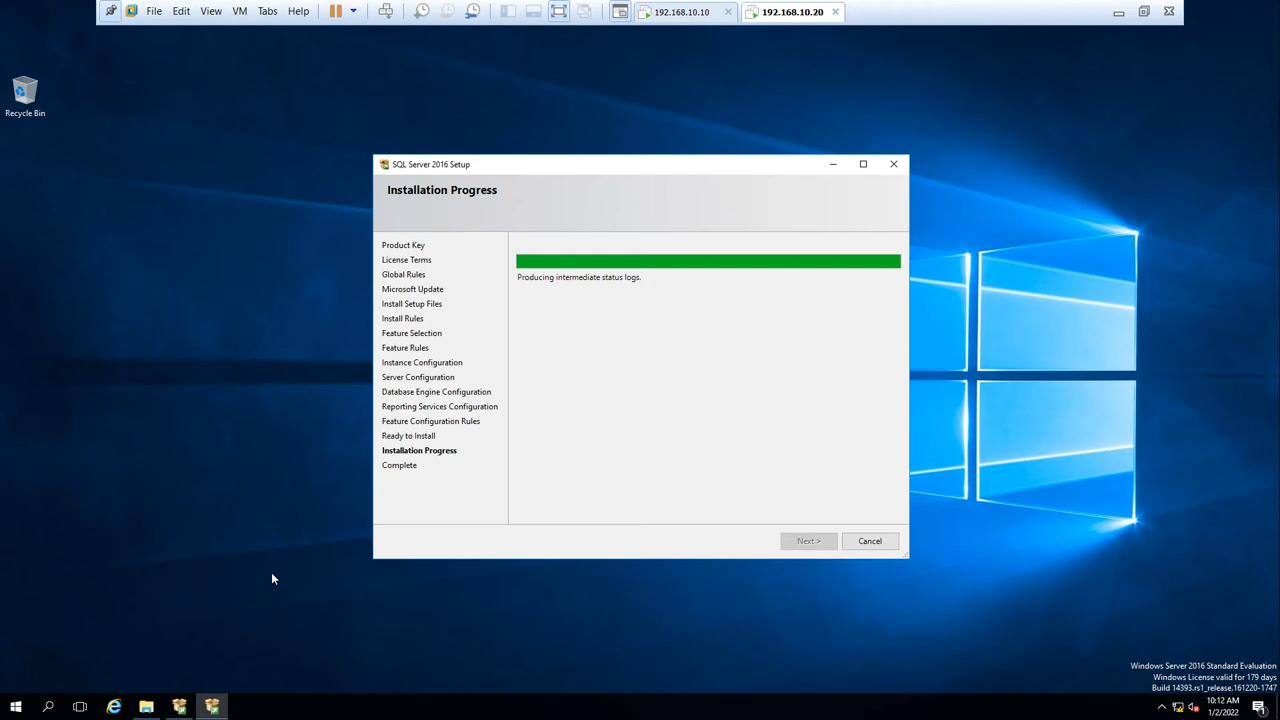 File Edit View VM Tabs Help 192.168.10.10 192.168.10.20
Recycle Bin
SQL Server 2016 Setup
Installation Progress
Product Key
License Terms
Global Rules
Microsoft Update
Install Setup Files
Install Rules
Feature Selection
Feature Rules
Instance Configuration
Server Configuration
Database Engine Configuration
Reporting Services Configuration
Feature Configuration Rules
Ready to Install
Installation Progress
Complete
Producing intermediate status logs.
Next >
Cancel
Windows Server 2016 Standard Evaluation
Windows License valid for 179 days
Build 14393.rs1_release.161220-1747
10:12 AM
1/2/2022
1